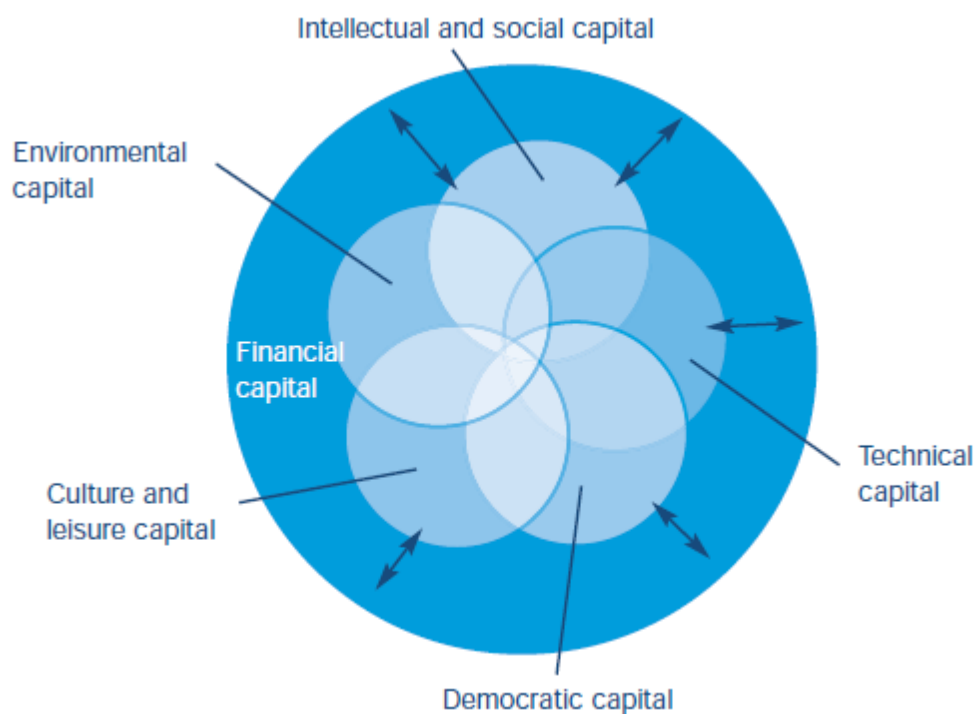 Intellectual and social capital
Environmental
capital
Financial
capital
Technical
capital
Culture and
leisure capital
Democratic capital